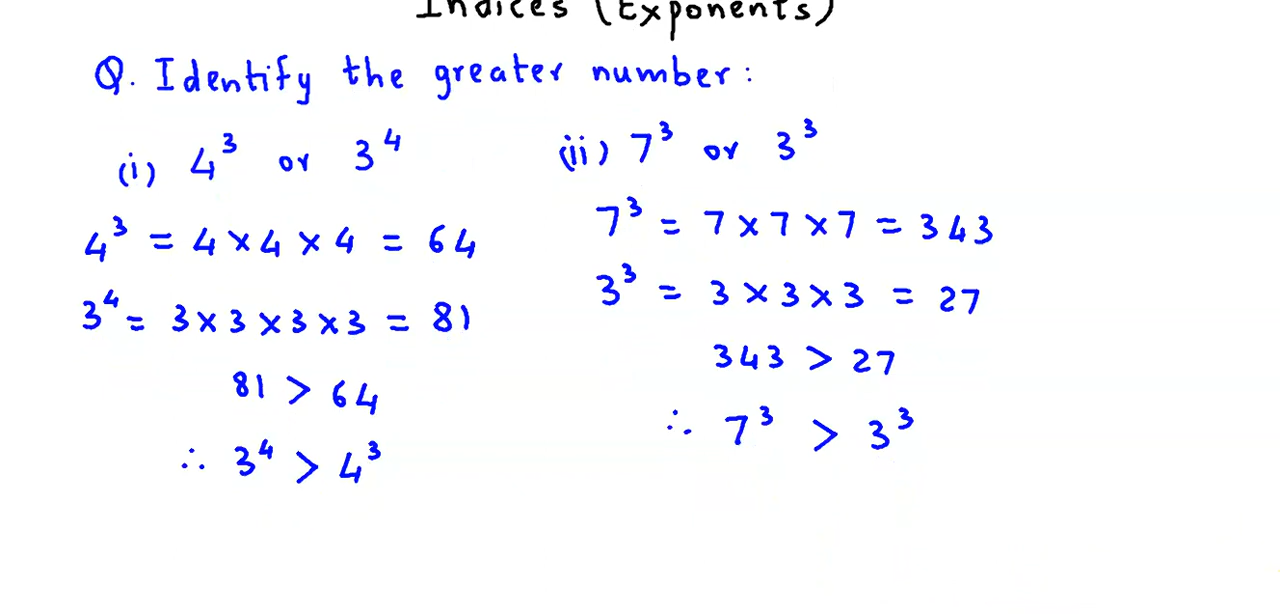 Indices (Exponents)
Q. Identify the greater number:
(i) 4³ or 3⁴
4³ = 4 × 4 × 4 = 64
3⁴ = 3 × 3 × 3 × 3 = 81
81 > 64
∴ 3⁴ > 4³
(ii) 7³ or 3³
7³ = 7 × 7 × 7 = 343
3³ = 3 × 3 × 3 = 27
343 > 27
∴ 7³ > 3³